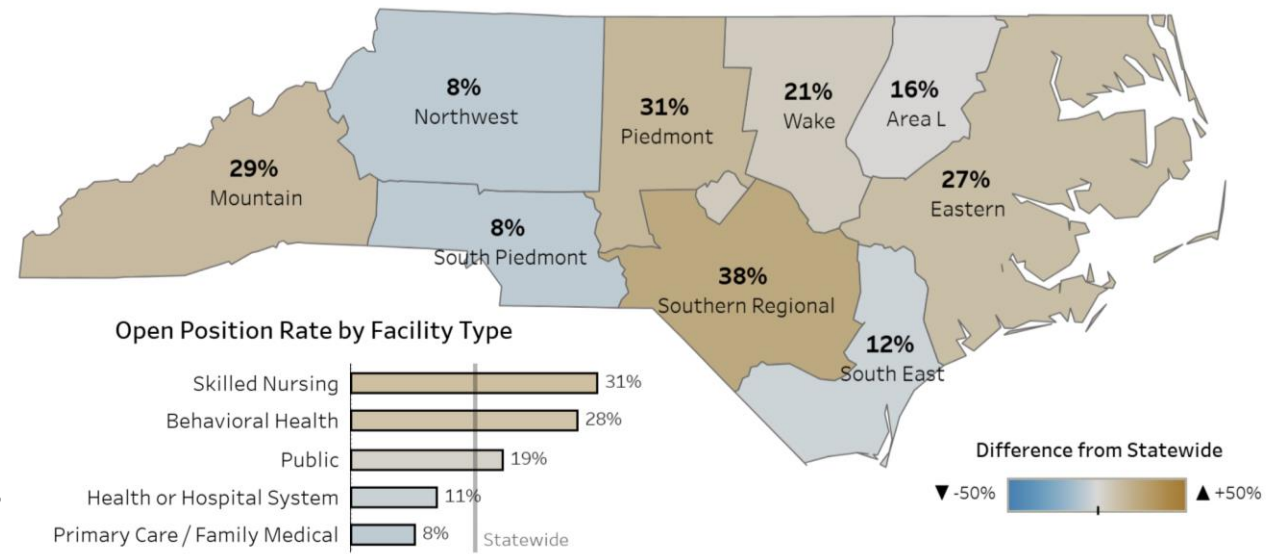 8%
Northwest
31%
Piedmont
21%
Wake
16%
Area L
29%
Mountain
27%
Eastern
8%
South Piedmont
38%
Southern Regional
12%
South East
Open Position Rate by Facility Type
Skilled Nursing 31%
Behavioral Health 28%
Public 19%
Health or Hospital System 11%
Primary Care / Family Medical 8%
Statewide
Difference from Statewide
▼ -50% ▲ +50%